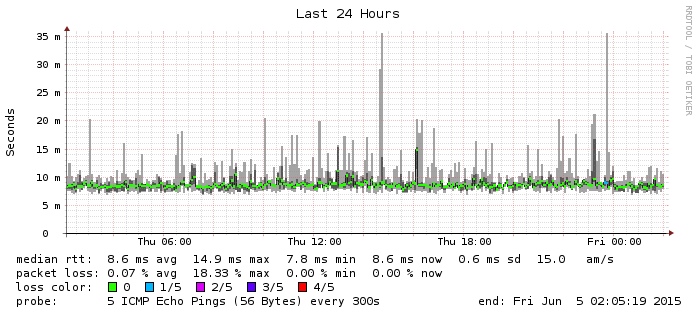 Last 24 Hours
RRDTOOL / TOBI OETIKER
Seconds
35 m
30 m
25 m
20 m
15 m
10 m
5 m
0
Thu 06:00 Thu 12:00 Thu 18:00 Fri 00:00
median rtt: 8.6 ms avg 14.9 ms max 7.8 ms min 8.6 ms now 0.6 ms sd 15.0 am/s
packet loss: 0.07 % avg 18.33 % max 0.00 % min 0.00 % now
loss color: 0 1/5 2/5 3/5 4/5
probe: 5 ICMP Echo Pings (56 Bytes) every 300s end: Fri Jun 5 02:05:19 2015